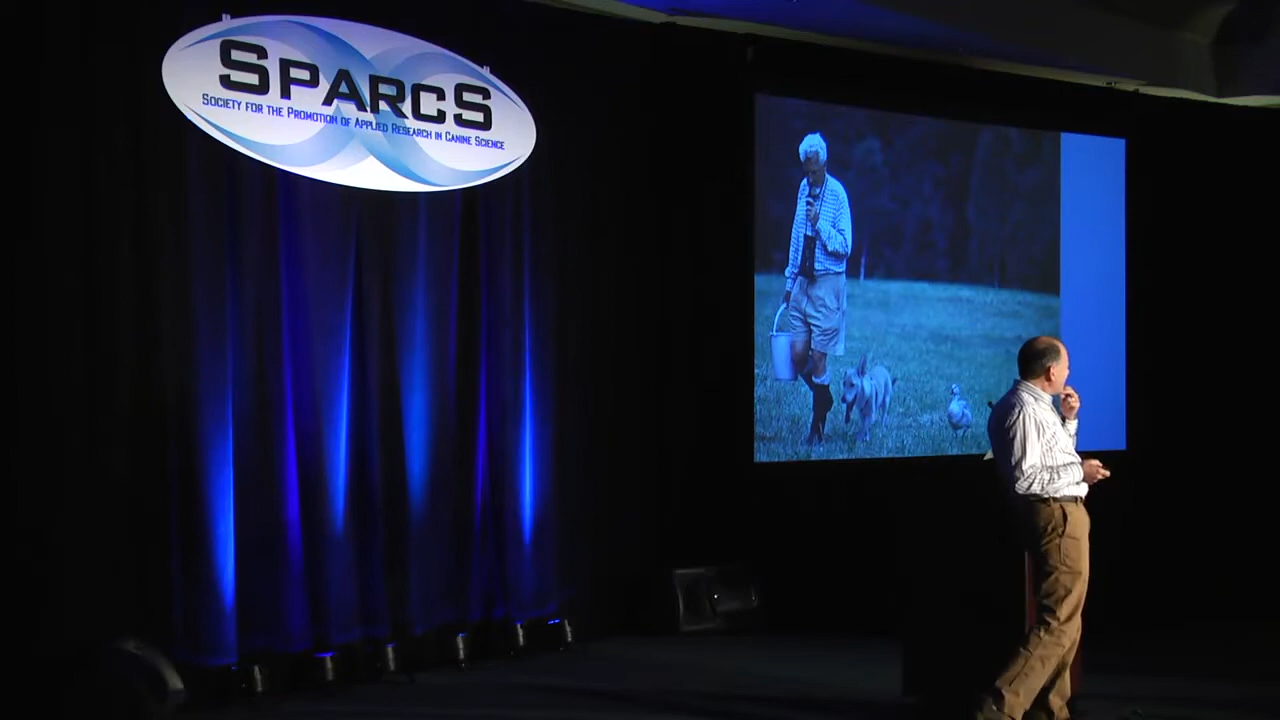 SPARCS
SOCIETY FOR THE PROMOTION OF APPLIED RESEARCH IN CANINE SCIENCE